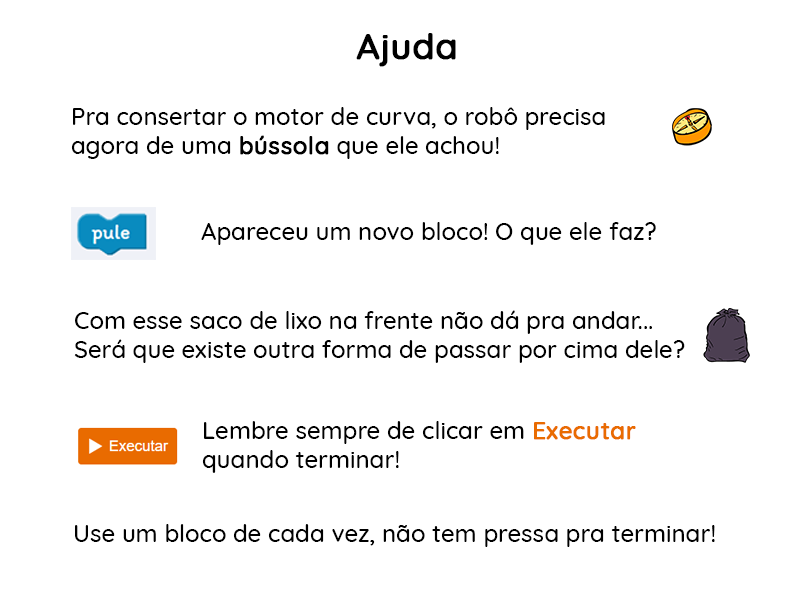 Ajuda
Pra consertar o motor de curva, o robô precisa
agora de uma bússola que ele achou!
pule
Apareceu um novo bloco! O que ele faz?
Com esse saco de lixo na frente não dá pra andar...
Será que existe outra forma de passar por cima dele?
Executar
Lembre sempre de clicar em Executar
quando terminar!
Use um bloco de cada vez, não tem pressa pra terminar!